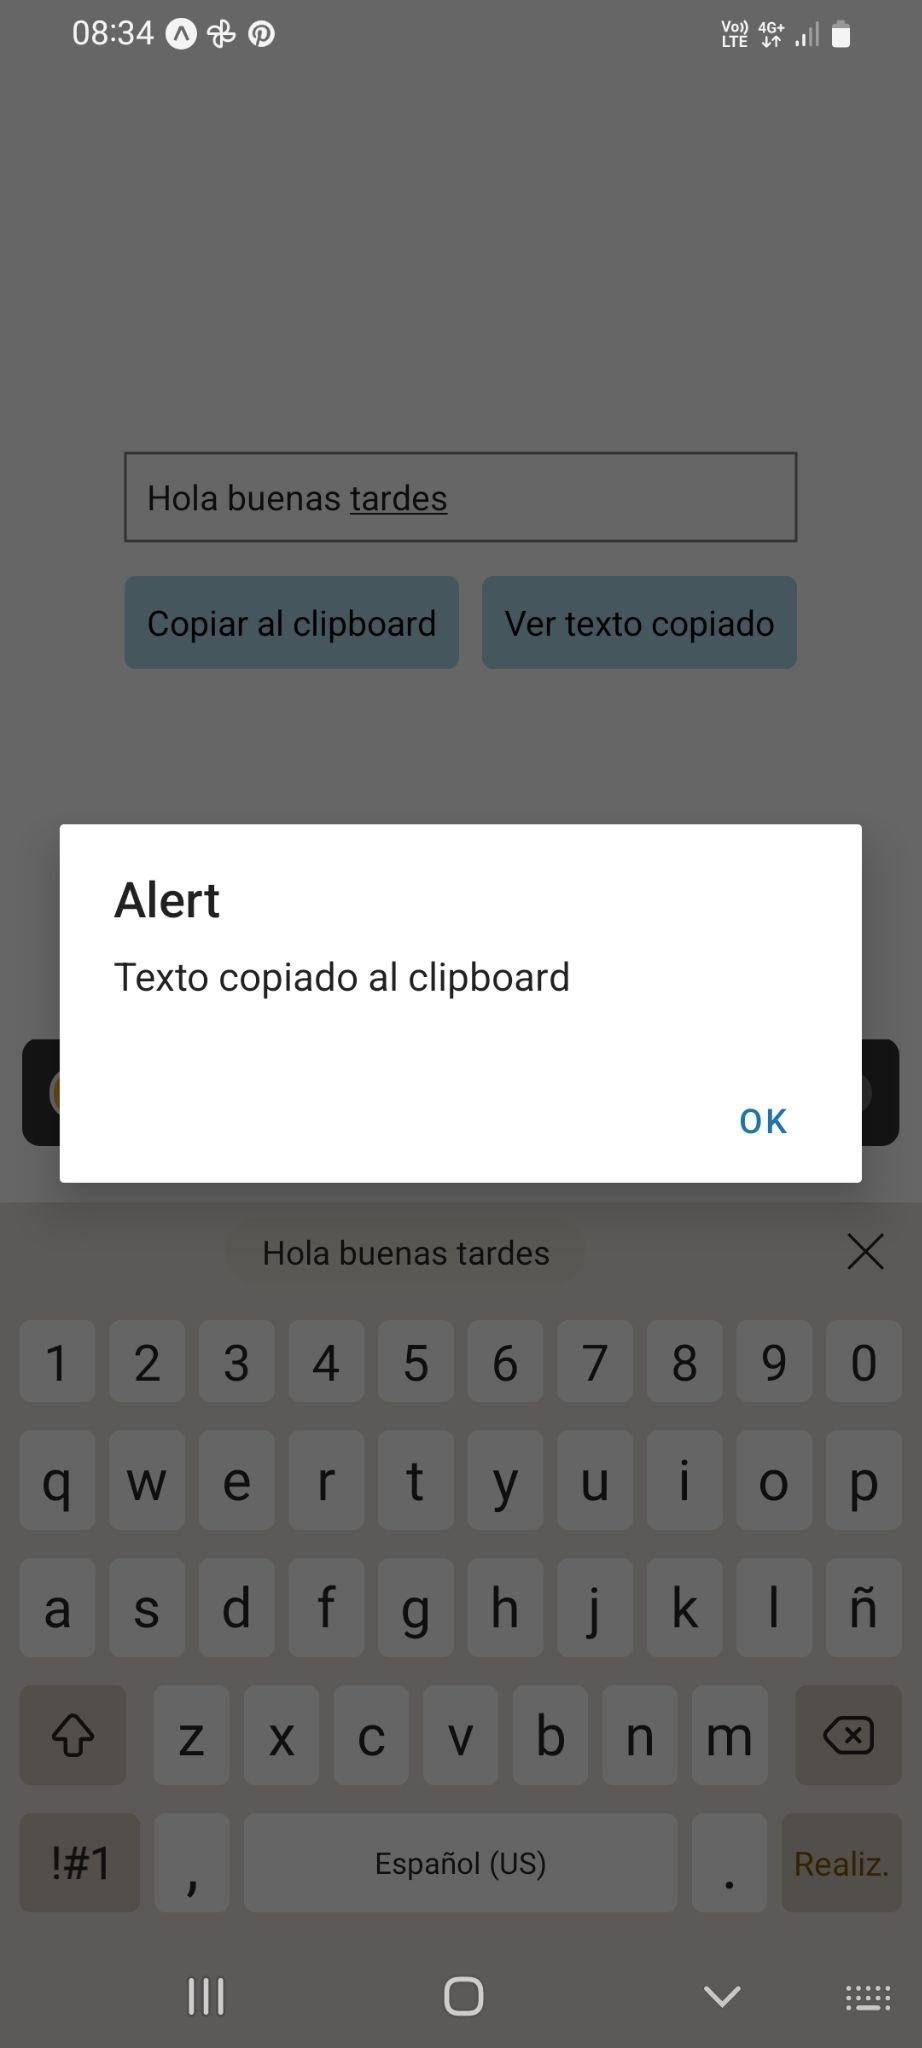 08:34
Vo)) 4G+
LTE
Hola buenas tardes
Copiar al clipboard Ver texto copiado
Alert
Texto copiado al clipboard
OK
Hola buenas tardes
1 2 3 4 5 6 7 8 9 0
q w e r t y u i o p
a s d f g h j k l ñ
z x c v b n m
!#1 , Español (US) . Realiz.